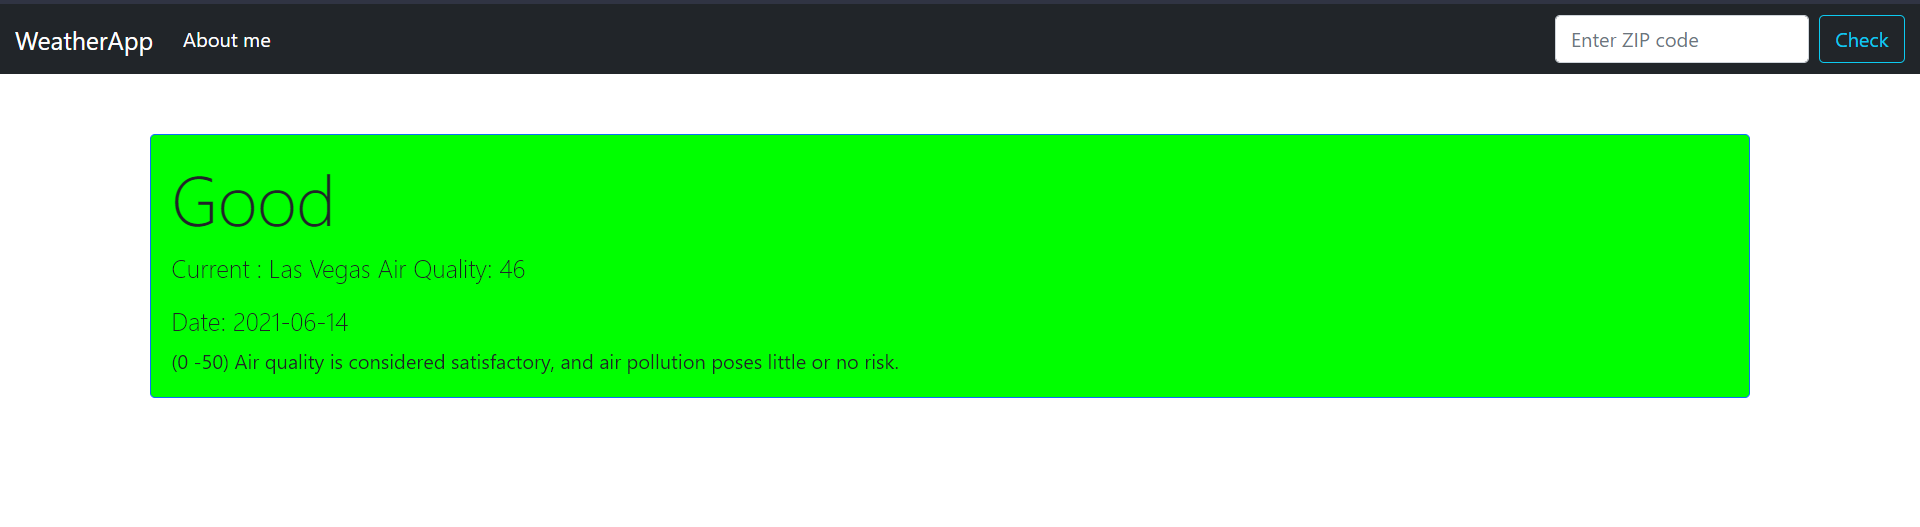 WeatherApp About me Enter ZIP code Check
Good
Current : Las Vegas Air Quality: 46
Date: 2021-06-14
(0 -50) Air quality is considered satisfactory, and air pollution poses little or no risk.